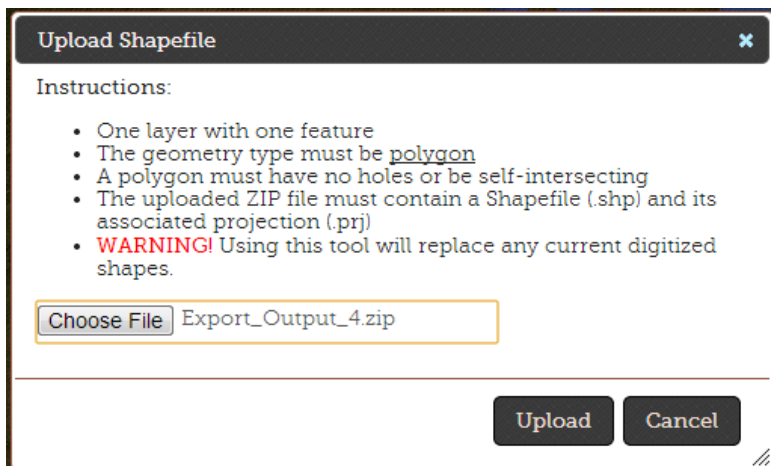 Upload Shapefile ×
Instructions:
• One layer with one feature
• The geometry type must be polygon
• A polygon must have no holes or be self-intersecting
• The uploaded ZIP file must contain a Shapefile (.shp) and its
associated projection (.prj)
• WARNING! Using this tool will replace any current digitized
shapes.
Choose File Export_Output_4.zip
Upload Cancel